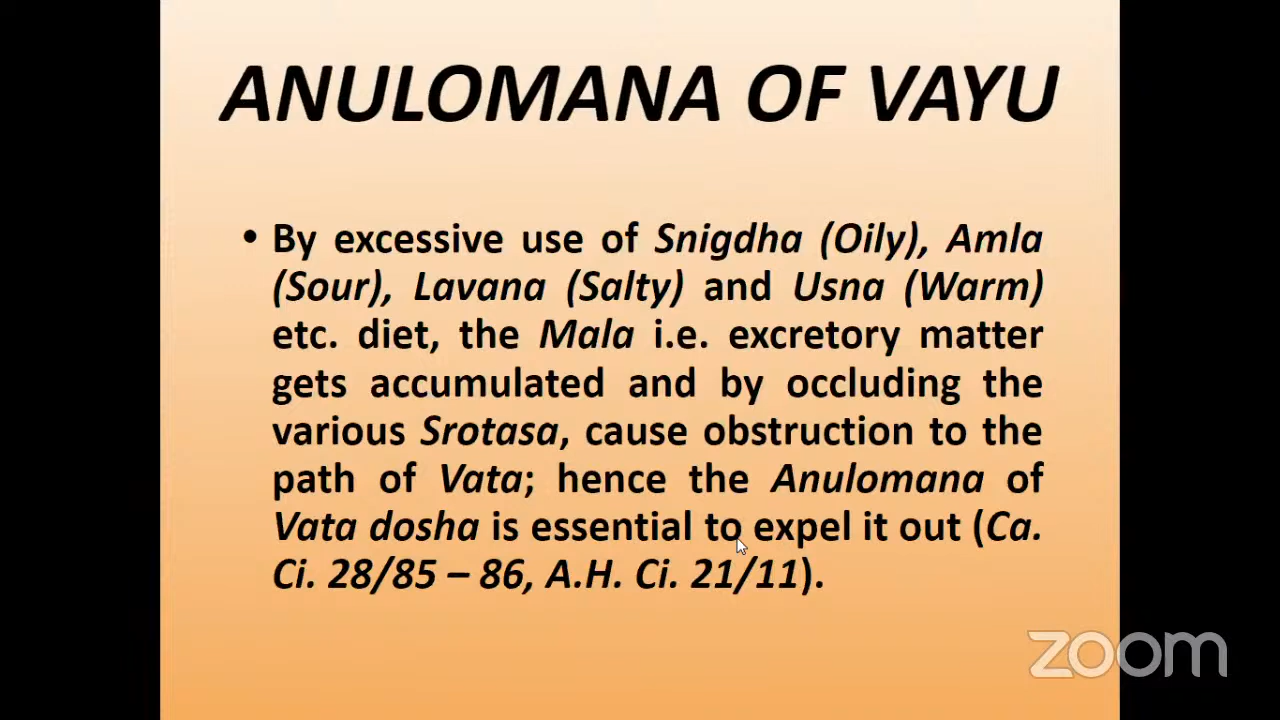 ANULOMANA OF VAYU
• By excessive use of Snigdha (Oily), Amla
(Sour), Lavana (Salty) and Usna (Warm)
etc. diet, the Mala i.e. excretory matter
gets accumulated and by occluding the
various Srotasa, cause obstruction to the
path of Vata; hence the Anulomana of
Vata dosha is essential to expel it out (Ca.
Ci. 28/85 – 86, A.H. Ci. 21/11).
zoom